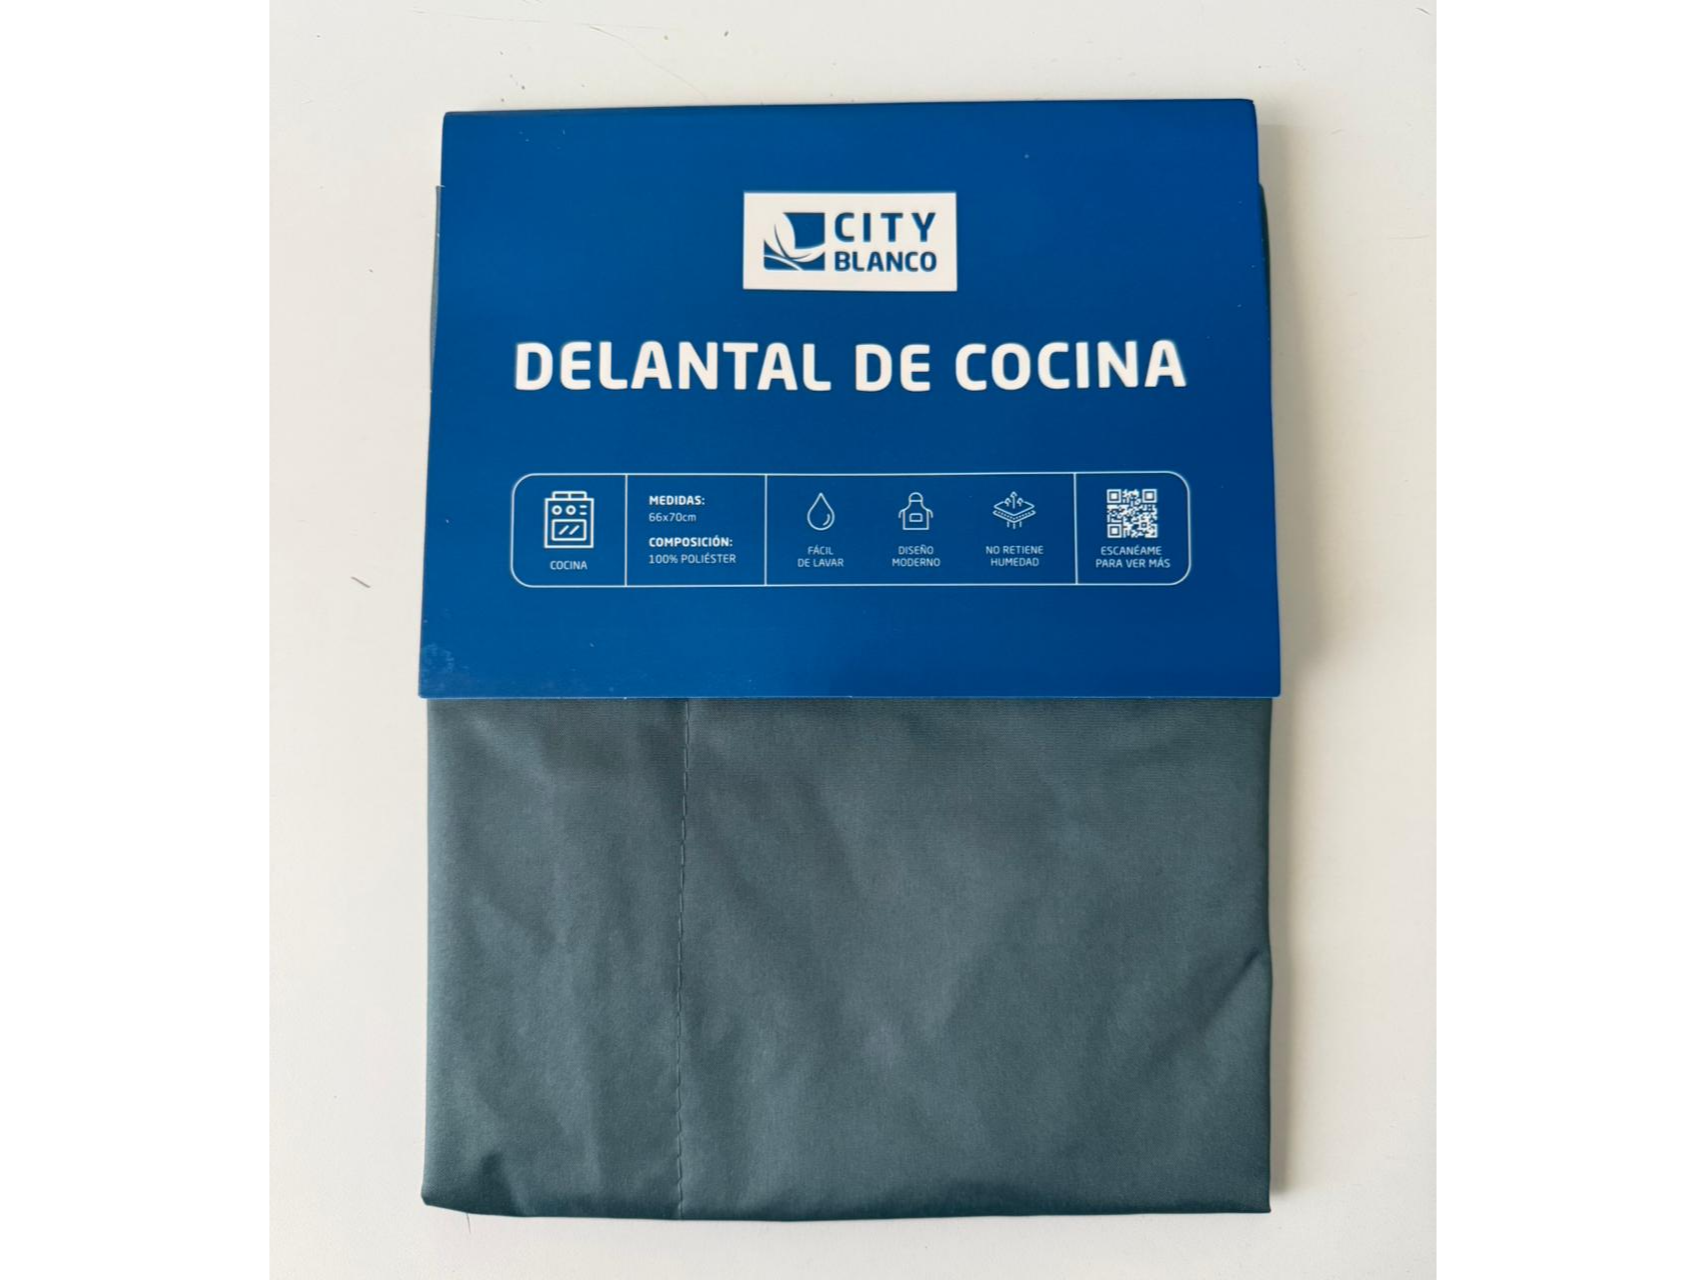 CITY
BLANCO
DELANTAL DE COCINA
COCINA
MEDIDAS:
66x70cm
COMPOSICIÓN:
100% POLIÉSTER
FÁCIL
DE LAVAR
DISEÑO
MODERNO
NO RETIENE
HUMEDAD
ESCANÉAME
PARA VER MÁS